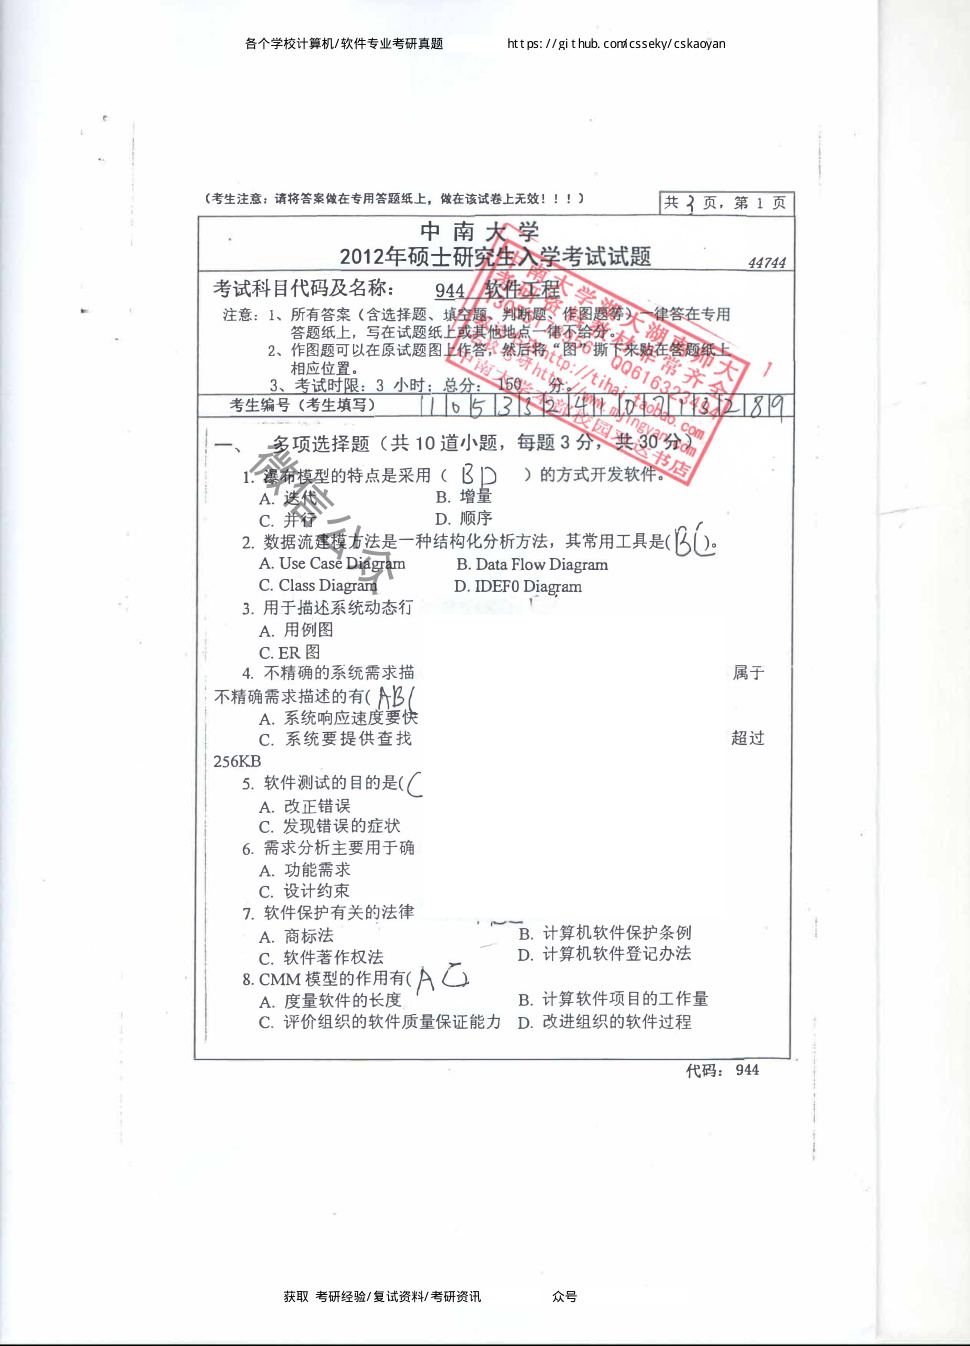 各个学校计算机/软件专业考研真题 https://github.com/csseky/cskaoyan
（考生注意：请将答案做在专用答题纸上，做在该试卷上无效！！！） 共 3 页，第 1 页
中 南 大 学
2012年硕士研究生入学考试试题 44744
考试科目代码及名称： 944 软件工程
注意：1、所有答案（含选择题、填空题、判断题、作图题等）一律答在专用
答题纸上，写在试题纸上或其他地点一律不给分。
2、作图题可以在原试题图上作答，然后将“图”撕下来贴在答题纸上
相应位置。
3、考试时限：3 小时；总分： 150 分。
考生编号（考生填写）
一、 多项选择题（共 10 道小题，每题 3 分，共 30 分）
1. 瀑布模型的特点是采用（ BD ）的方式开发软件。
A. 迭代 B. 增量
C. 并行 D. 顺序
2. 数据流建模方法是一种结构化分析方法，其常用工具是( BC )。
A. Use Case Diagram B. Data Flow Diagram
C. Class Diagram D. IDEF0 Diagram
3. 用于描述系统动态行
A. 用例图
C. ER 图
4. 不精确的系统需求描 属于
不精确需求描述的有( ABC
A. 系统响应速度要快
C. 系统要提供查找 超过
256KB
5. 软件测试的目的是( C
A. 改正错误
C. 发现错误的症状
6. 需求分析主要用于确
A. 功能需求
C. 设计约束
7. 软件保护有关的法律
A. 商标法 B. 计算机软件保护条例
C. 软件著作权法 D. 计算机软件登记办法
8. CMM 模型的作用有( A C
A. 度量软件的长度 B. 计算软件项目的工作量
C. 评价组织的软件质量保证能力 D. 改进组织的软件过程
代码： 944
微信公众
获取 考研经验/复试资料/考研资讯 众号